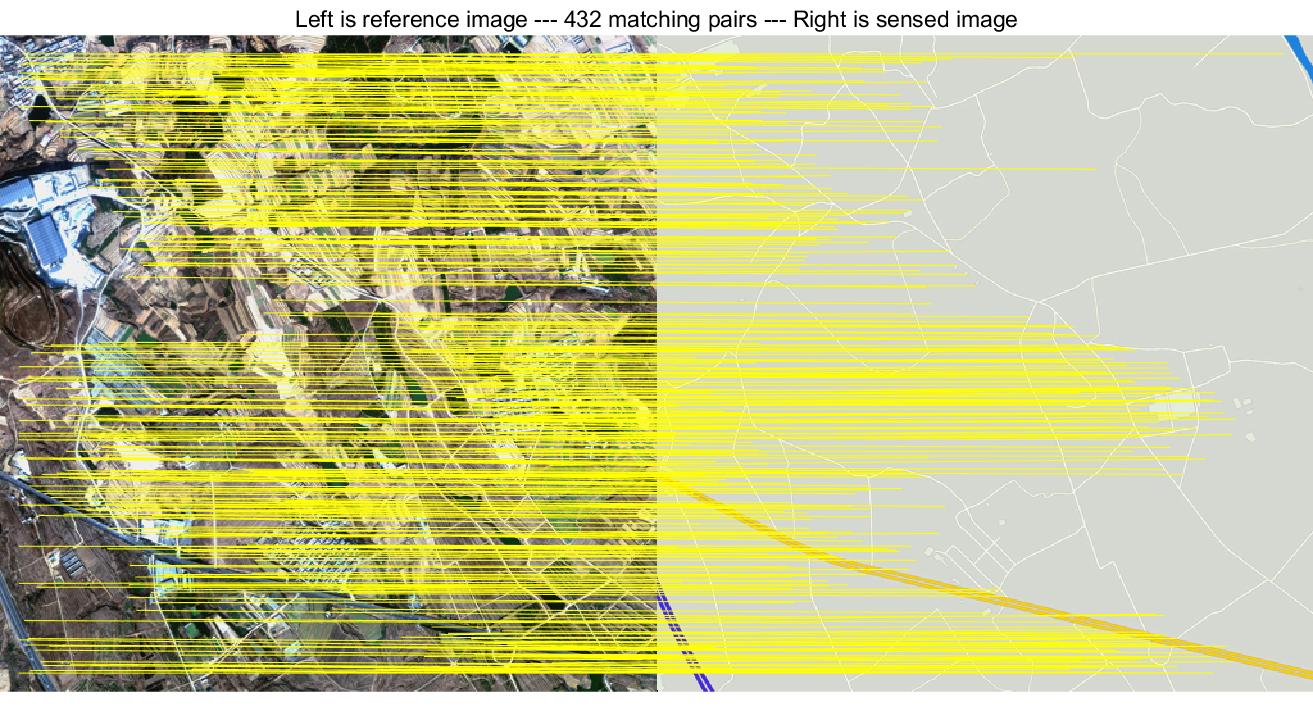 Left is reference image --- 432 matching pairs --- Right is sensed image